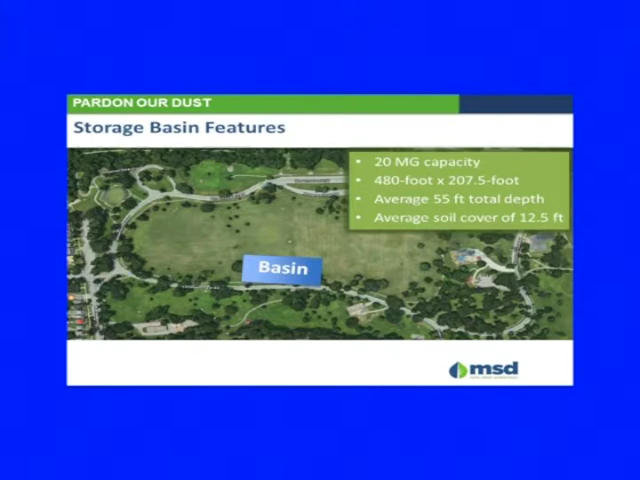 PARDON OUR DUST
Storage Basin Features
• 20 MG capacity
• 480-foot x 207.5-foot
• Average 55 ft total depth
• Average soil cover of 12.5 ft
Basin
msd